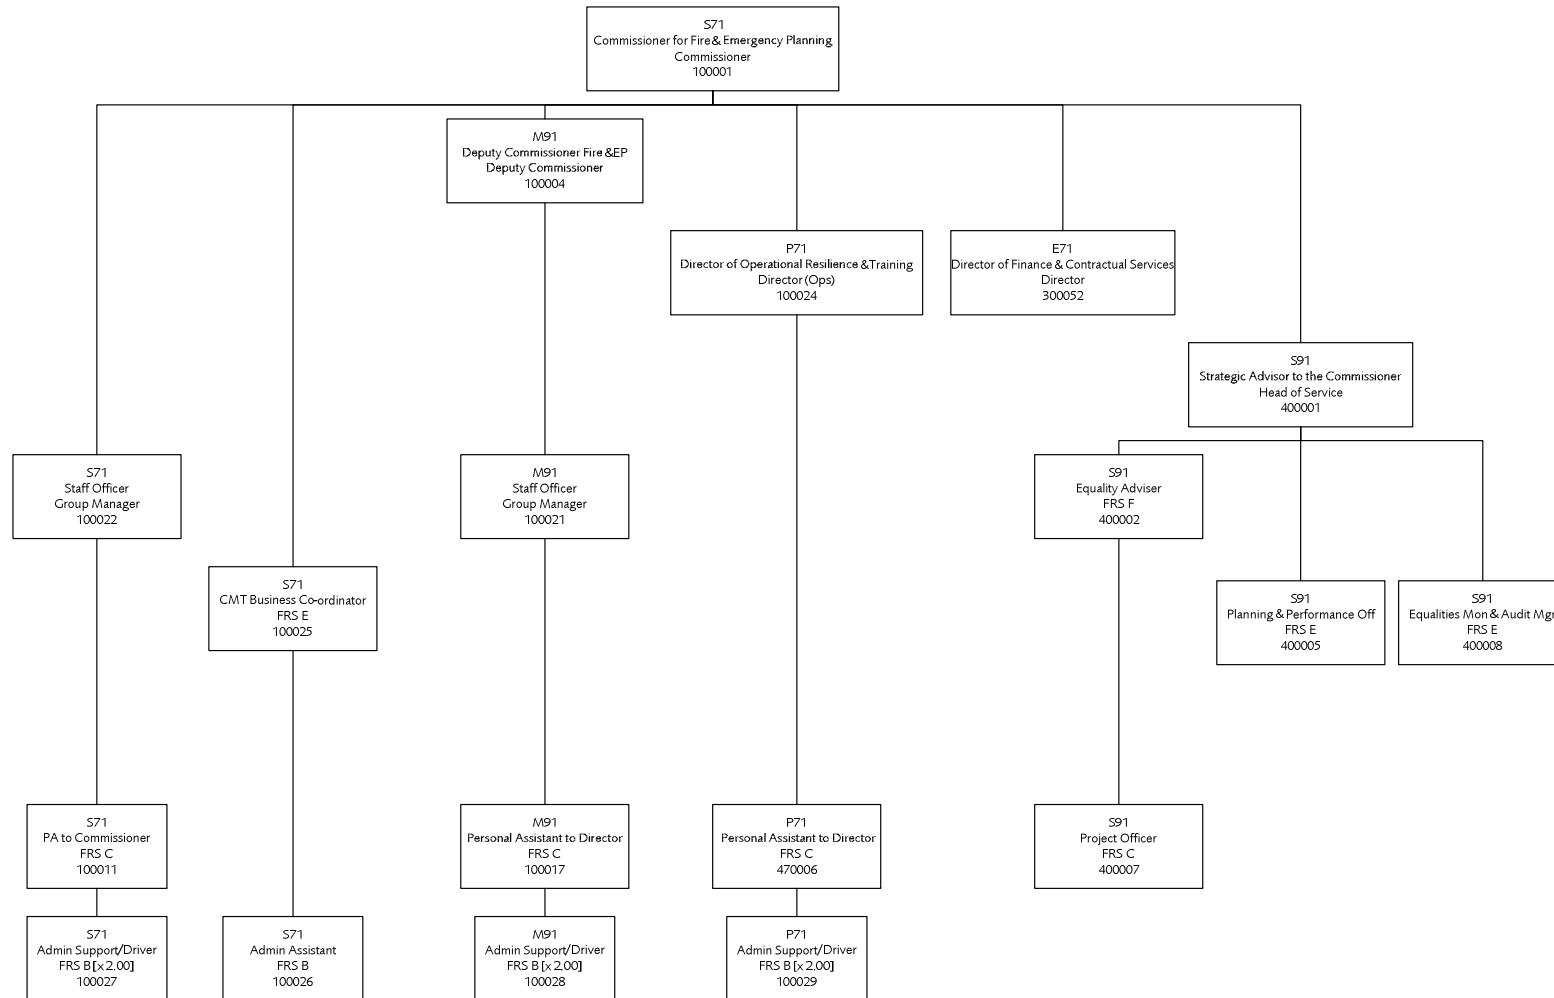 S71
Commissioner for Fire & Emergency Planning
Commissioner
100001
M91
Deputy Commissioner Fire & EP
Deputy Commissioner
100004
P71
Director of Operational Resilience & Training
Director (Ops)
100024
E71
Director of Finance & Contractual Services
Director
300052
S91
Strategic Advisor to the Commissioner
Head of Service
400001
S71
Staff Officer
Group Manager
100022
M91
Staff Officer
Group Manager
100021
S91
Equality Adviser
FRS F
400002
S71
CMT Business Co-ordinator
FRS E
100025
S91
Planning & Performance Off
FRS E
400005
S91
Equalities Mon & Audit Mgr
FRS E
400008
S71
PA to Commissioner
FRS C
100011
M91
Personal Assistant to Director
FRS C
100017
P71
Personal Assistant to Director
FRS C
470006
S91
Project Officer
FRS C
400007
S71
Admin Support/Driver
FRS B [x 2.00]
100027
S71
Admin Assistant
FRS B
100026
M91
Admin Support/Driver
FRS B [x 2.00]
100028
P71
Admin Support/Driver
FRS B [x 2.00]
100029